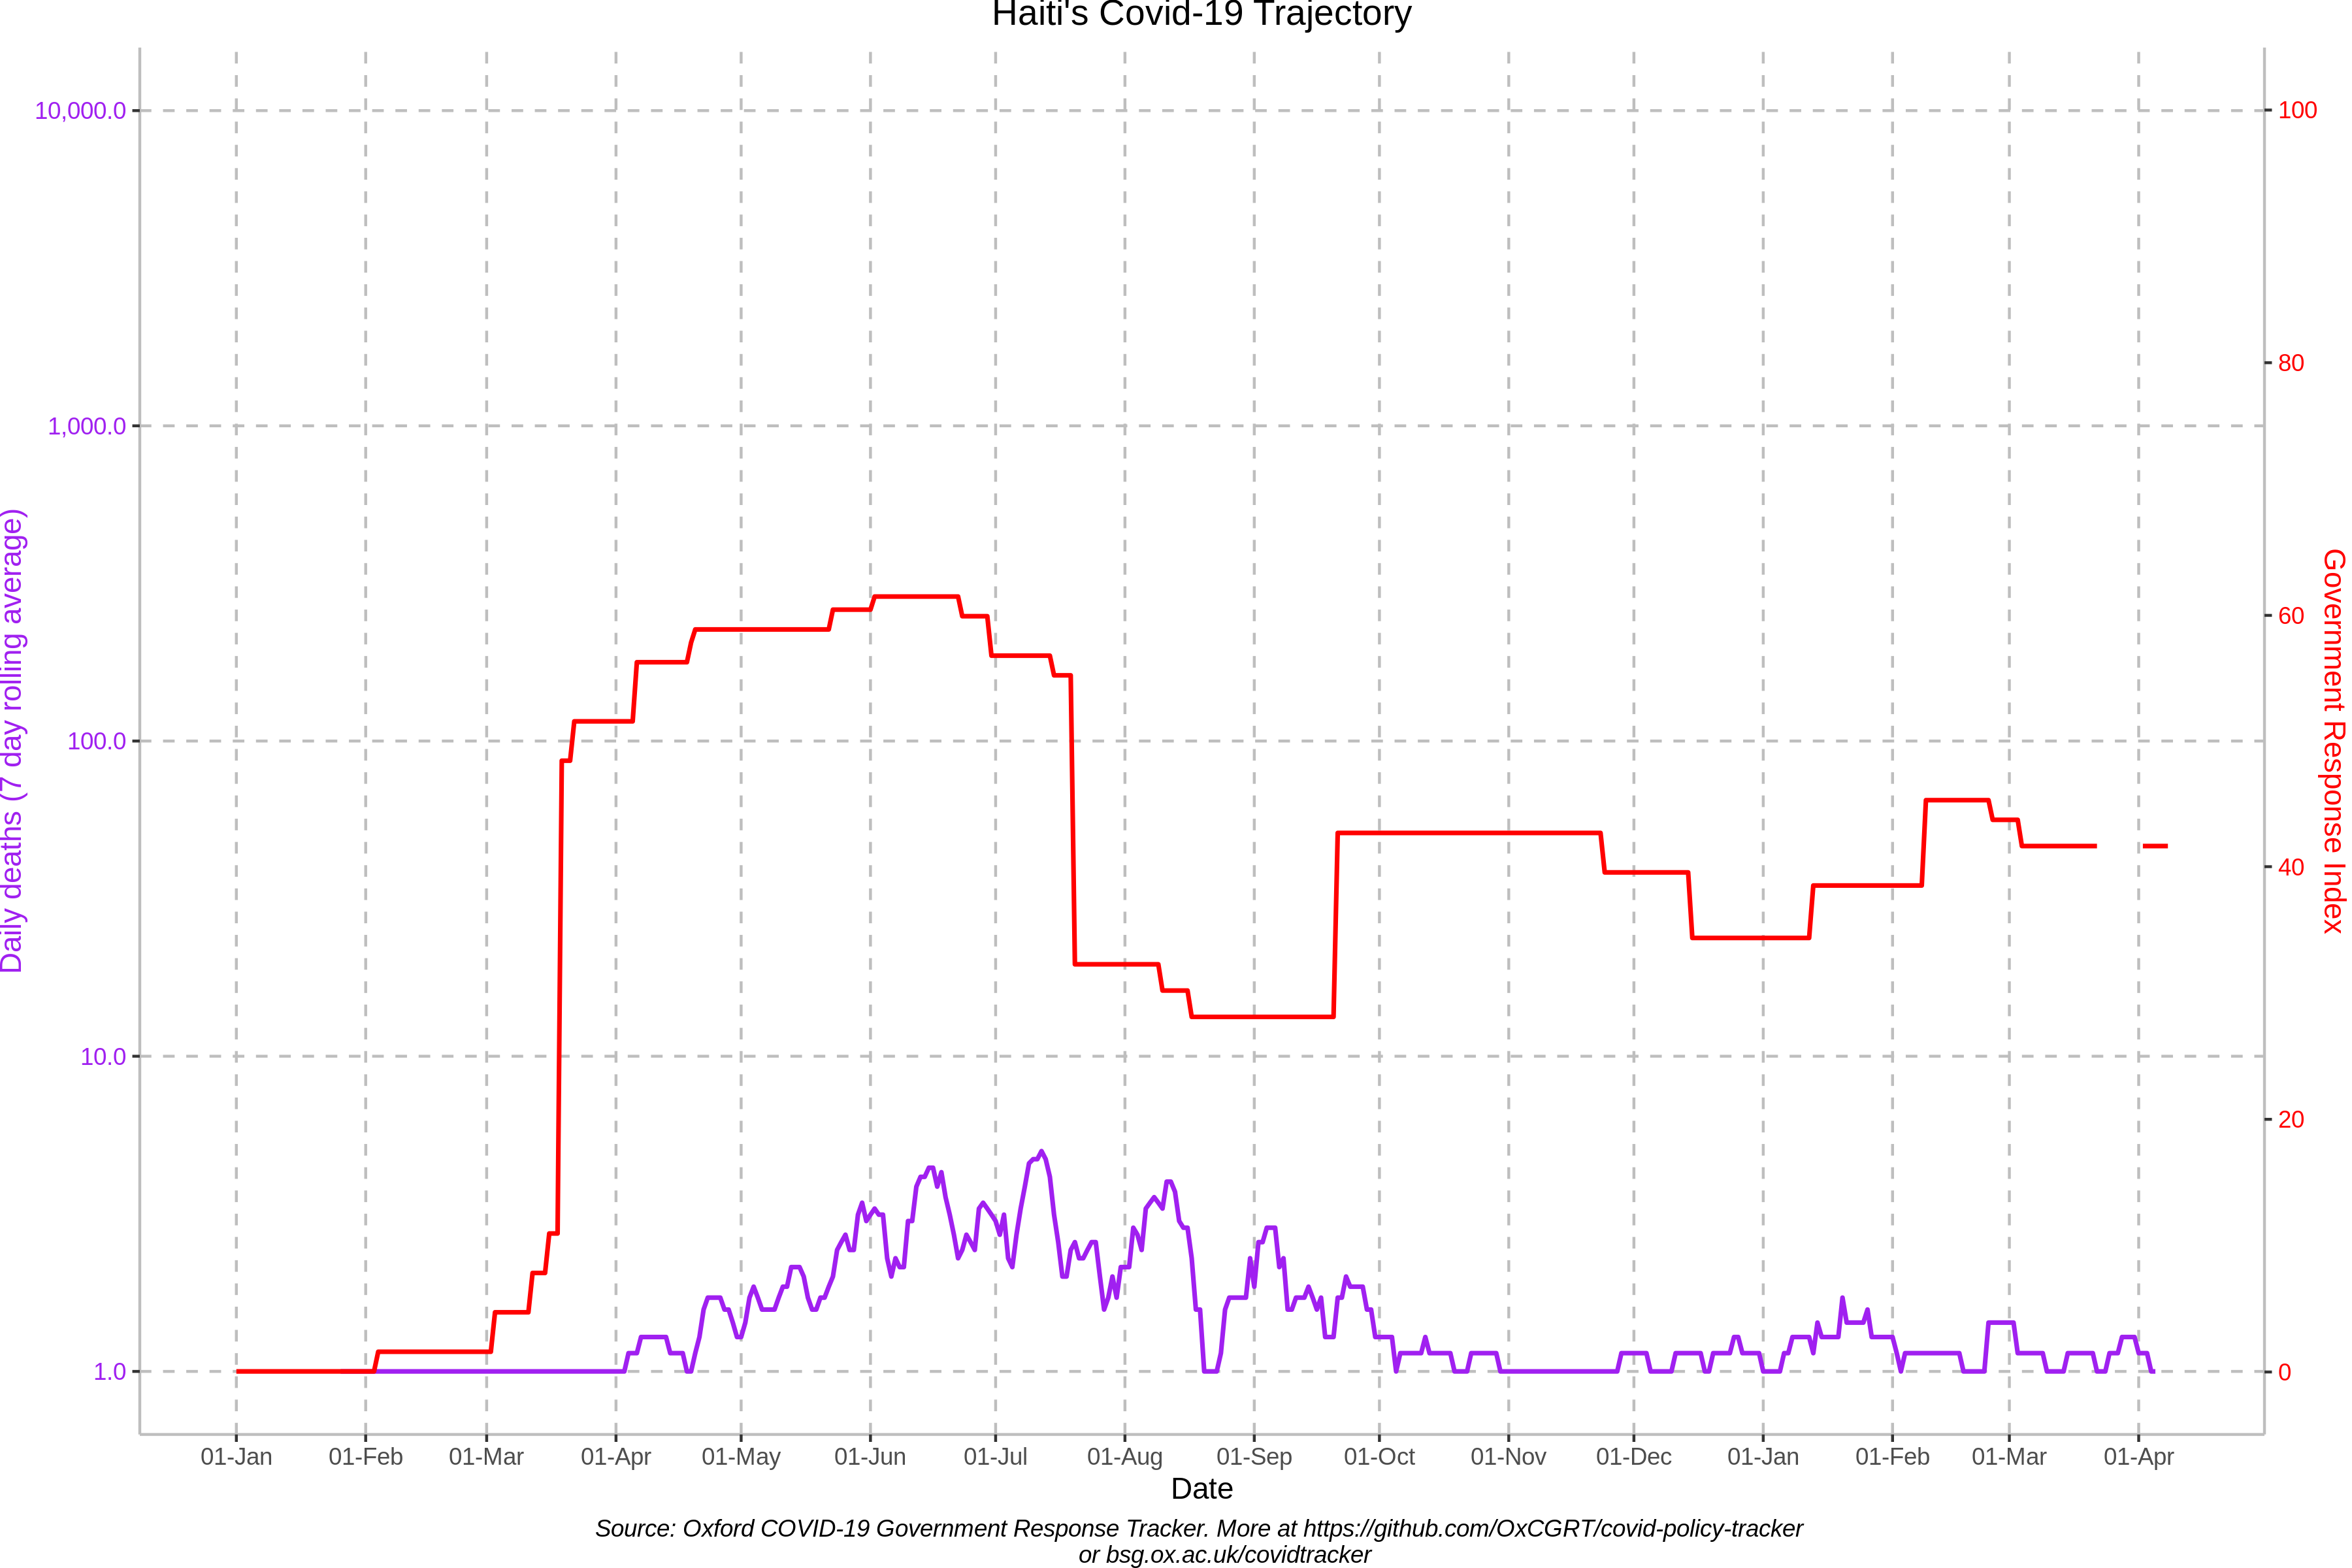 Haiti's Covid-19 Trajectory
10,000.0
1,000.0
100.0
10.0
1.0
Daily deaths (7 day rolling average)
100
80
60
40
20
0
Government Response Index
01-Jan 01-Feb 01-Mar 01-Apr 01-May 01-Jun 01-Jul 01-Aug 01-Sep 01-Oct 01-Nov 01-Dec 01-Jan 01-Feb 01-Mar 01-Apr
Date
Source: Oxford COVID-19 Government Response Tracker. More at https://github.com/OxCGRT/covid-policy-tracker
or bsg.ox.ac.uk/covidtracker